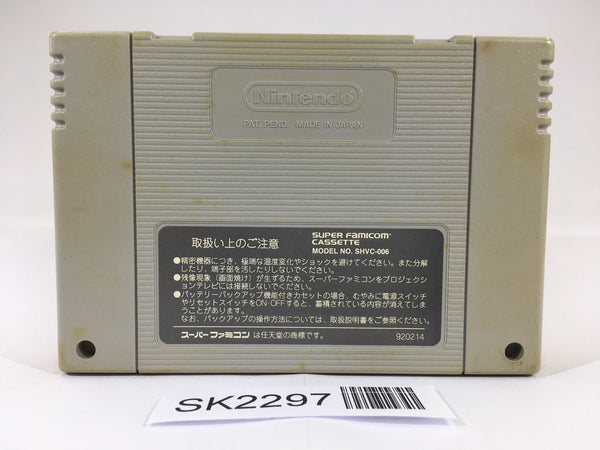 Nintendo
PAT. PEND. MADE IN JAPAN
取扱い上のご注意
SUPER FAMICOM
CASSETTE
MODEL NO. SHVC-006
●精密機器につき、極端な温度変化やショックを避けてください。また分解
したり、端子部を汚したりしないでください。
●残像現象(画面焼け)が生ずるため、スーパーファミコンをプロジェクシ
ョンテレビには接続しないでください。
●バッテリーバックアップ機能付きカセットの場合、むやみに電源スイッチ
やリセットスイッチをON・OFFすると、蓄積されている内容が消えてしま
うことがあります。
なお、バックアップの操作方法については、取扱説明書をご参照ください。
スーパーファミコン は任天堂の商標です。
920214
SK2297